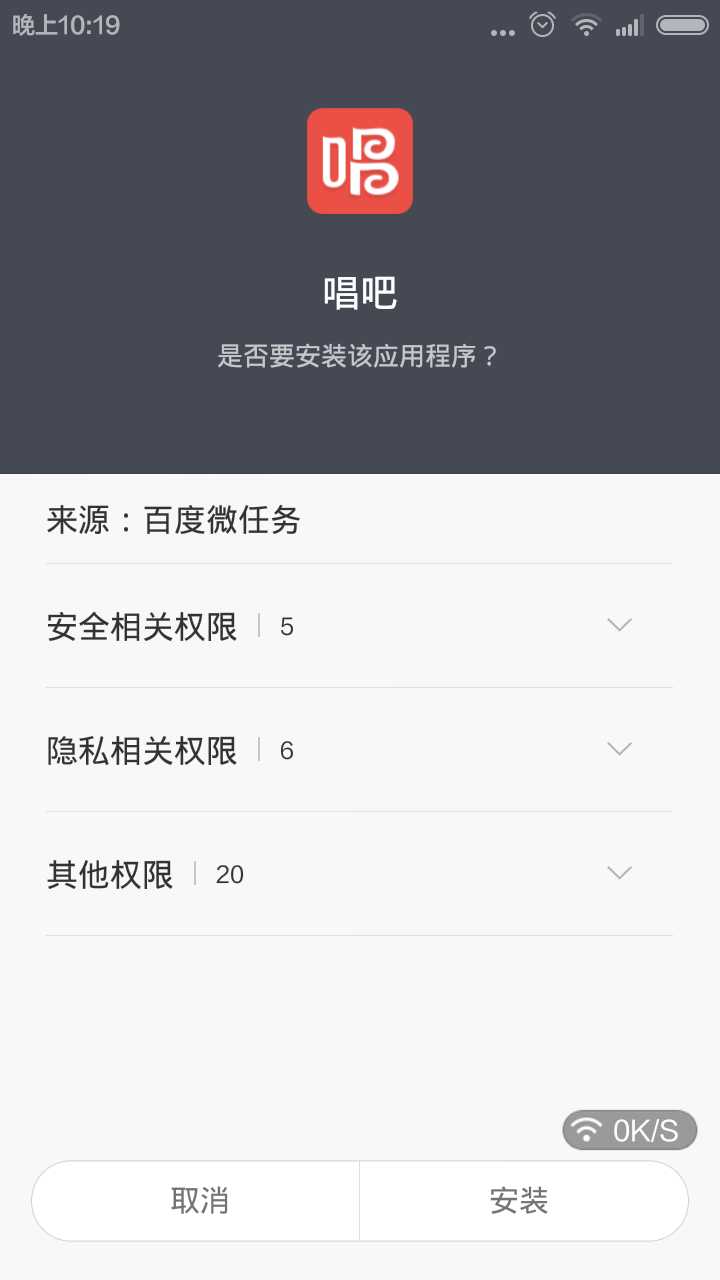 晚上10:19
唱
唱吧
是否要安装该应用程序？
来源：百度微任务
安全相关权限 5
隐私相关权限 6
其他权限 20
0K/S
取消 安装